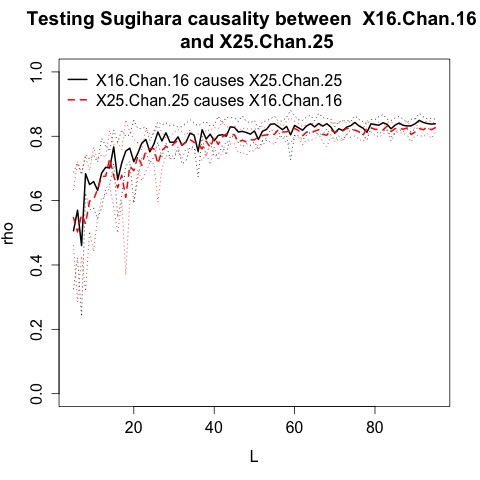 Testing Sugihara causality between  X16.Chan.16
and X25.Chan.25
X16.Chan.16 causes X25.Chan.25
X25.Chan.25 causes X16.Chan.16
rho
1.0
0.8
0.6
0.4
0.2
0.0
20 40 60 80
L